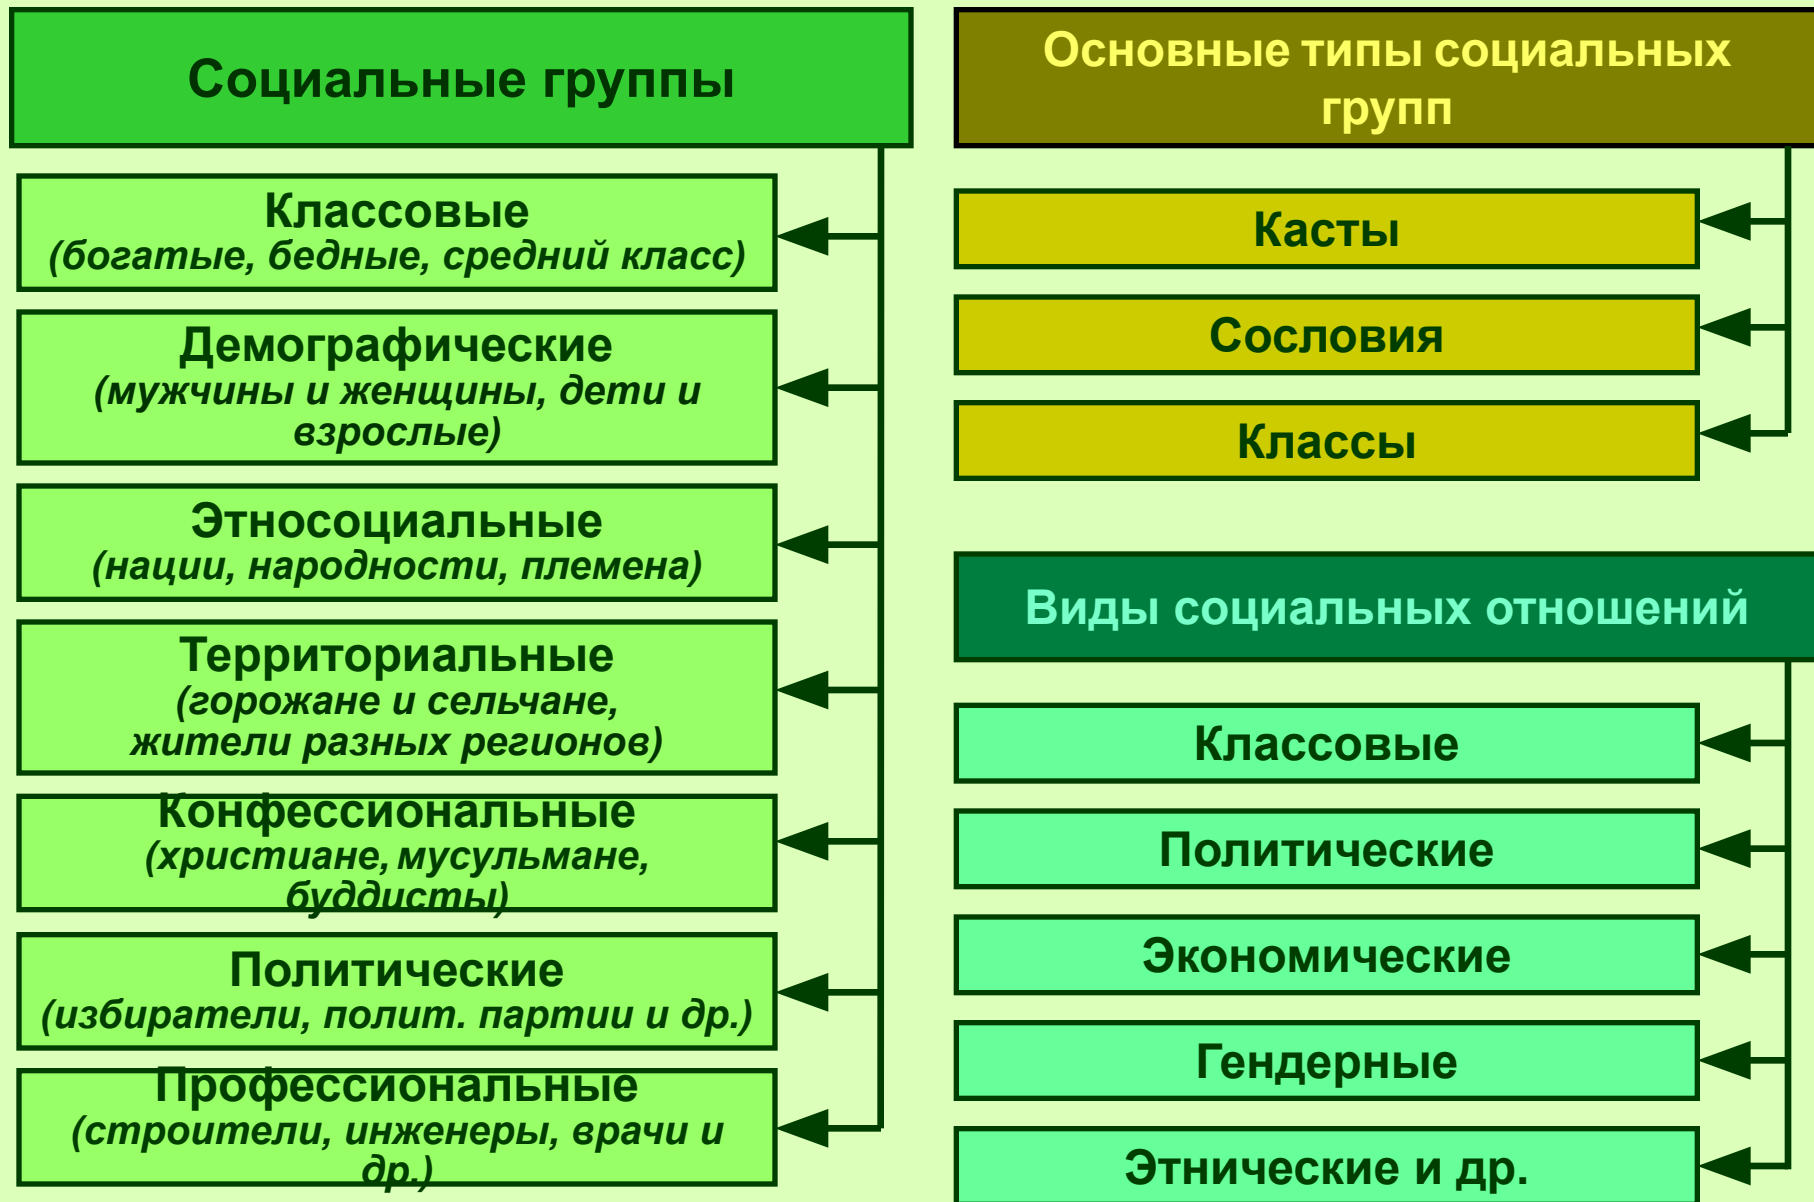 Социальные группы
Классовые
(богатые, бедные, средний класс)
Демографические
(мужчины и женщины, дети и
взрослые)
Этносоциальные
(нации, народности, племена)
Территориальные
(горожане и сельчане,
жители разных регионов)
Конфессиональные
(христиане, мусульмане,
буддисты)
Политические
(избиратели, полит. партии и др.)
Профессиональные
(строители, инженеры, врачи и
др.)
Основные типы социальных
групп
Касты
Сословия
Классы
Виды социальных отношений
Классовые
Политические
Экономические
Гендерные
Этнические и др.